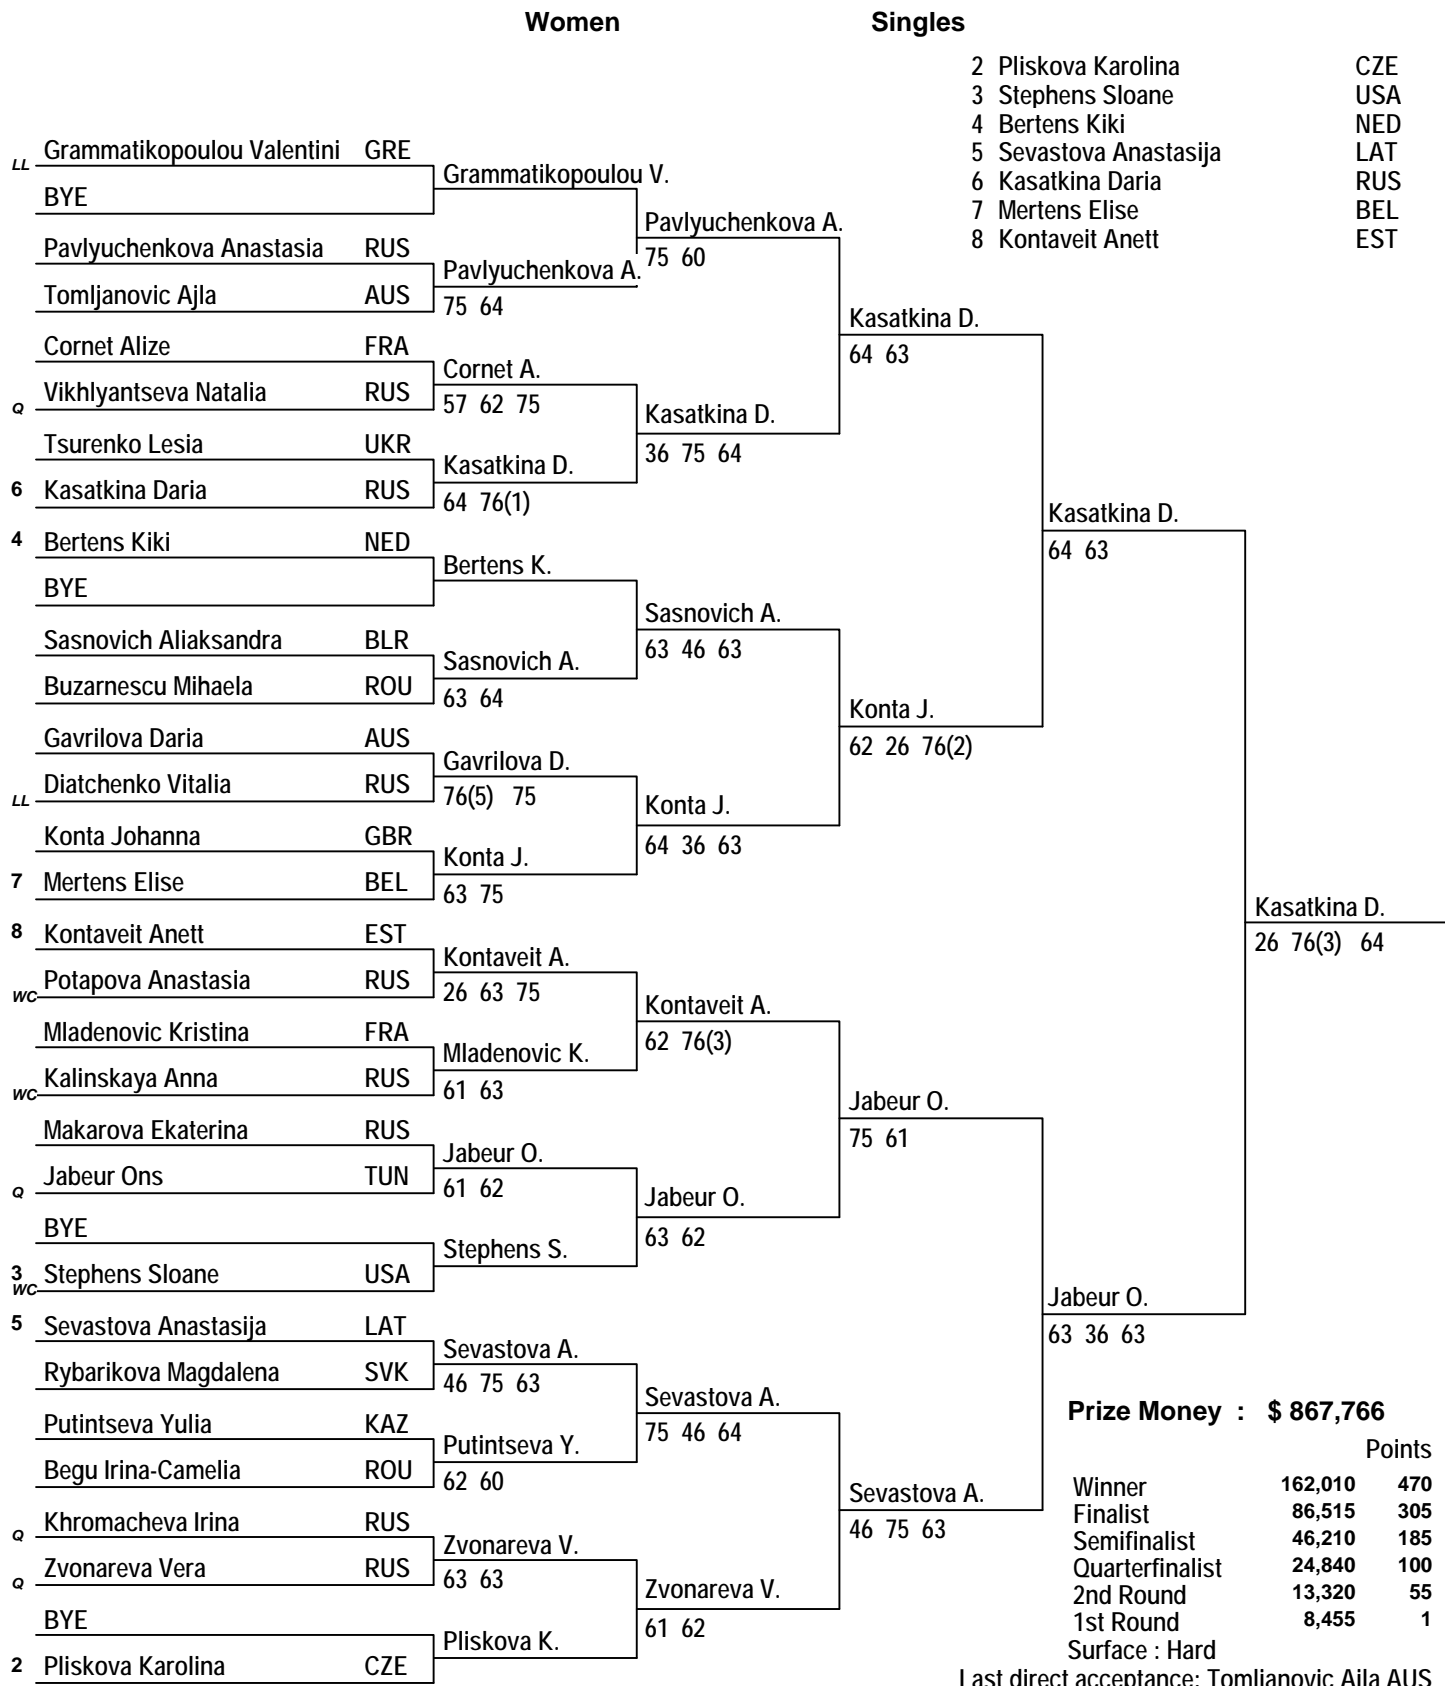 Women Singles
2 Pliskova Karolina CZE
3 Stephens Sloane USA
4 Bertens Kiki NED
5 Sevastova Anastasija LAT
6 Kasatkina Daria RUS
7 Mertens Elise BEL
8 Kontaveit Anett EST
LL Grammatikopoulou Valentini GRE
BYE
Pavlyuchenkova Anastasia RUS
Tomljanovic Ajla AUS
Cornet Alize FRA
Q Vikhlyantseva Natalia RUS
Tsurenko Lesia UKR
6 Kasatkina Daria RUS
4 Bertens Kiki NED
BYE
Sasnovich Aliaksandra BLR
Buzarnescu Mihaela ROU
Gavrilova Daria AUS
LL Diatchenko Vitalia RUS
Konta Johanna GBR
7 Mertens Elise BEL
8 Kontaveit Anett EST
WC Potapova Anastasia RUS
Mladenovic Kristina FRA
WC Kalinskaya Anna RUS
Makarova Ekaterina RUS
Q Jabeur Ons TUN
BYE
3 WC Stephens Sloane USA
5 Sevastova Anastasija LAT
Rybarikova Magdalena SVK
Putintseva Yulia KAZ
Begu Irina-Camelia ROU
Q Khromacheva Irina RUS
Q Zvonareva Vera RUS
BYE
2 Pliskova Karolina CZE
Grammatikopoulou V.
Pavlyuchenkova A.
75 64
Cornet A.
57 62 75
Kasatkina D.
64 76(1)
Bertens K.
Sasnovich A.
63 64
Gavrilova D.
76(5) 75
Konta J.
63 75
Kontaveit A.
26 63 75
Mladenovic K.
61 63
Jabeur O.
61 62
Stephens S.
Sevastova A.
46 75 63
Putintseva Y.
62 60
Zvonareva V.
63 63
Pliskova K.
Pavlyuchenkova A.
75 60
Kasatkina D.
36 75 64
Sasnovich A.
63 46 63
Konta J.
64 36 63
Kontaveit A.
62 76(3)
Jabeur O.
63 62
Sevastova A.
75 46 64
Zvonareva V.
61 62
Kasatkina D.
64 63
Konta J.
62 26 76(2)
Jabeur O.
75 61
Sevastova A.
46 75 63
Kasatkina D.
64 63
Jabeur O.
63 36 63
Kasatkina D.
26 76(3) 64
Prize Money : $ 867,766
Points
Winner 162,010 470
Finalist 86,515 305
Semifinalist 46,210 185
Quarterfinalist 24,840 100
2nd Round 13,320 55
1st Round 8,455 1
Surface : Hard
Last direct acceptance: Tomljanovic Ajla AUS